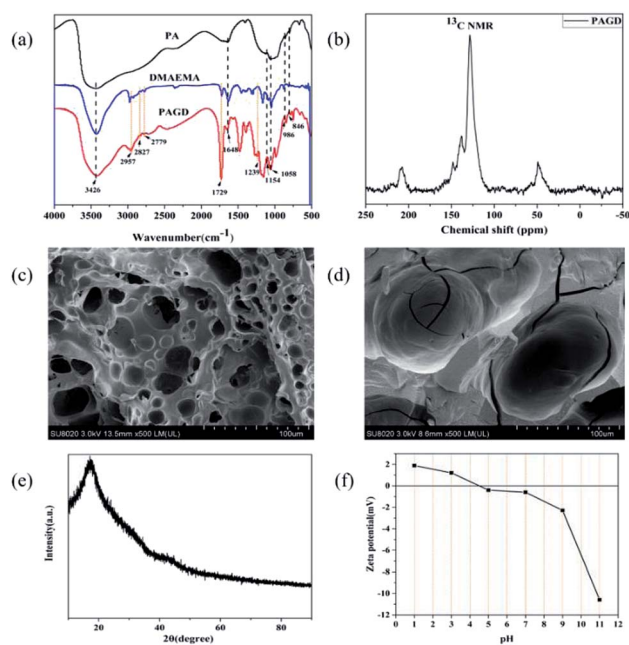 (a)
PA
DMAEMA
PAGD
3426
2957
2827
2779
1729
1648
1239
1154
1058
986
846
4000 3500 3000 2500 2000 1500 1000 500
Wavenumber(cm-1)
(b)
13C NMR
PAGD
250 200 150 100 50 0 -50
Chemical shift (ppm)
(c)
SU8020 3.0kV 13.5mm x500 LM(UL)
100um
(d)
SU8020 3.0kV 8.6mm x500 LM(UL)
100um
(e)
Intensity(a.u.)
20 40 60 80
2θ(degree)
(f)
Zeta potential(mV)
2
0
-2
-4
-6
-8
-10
-12
0 1 2 3 4 5 6 7 8 9 10 11 12
pH